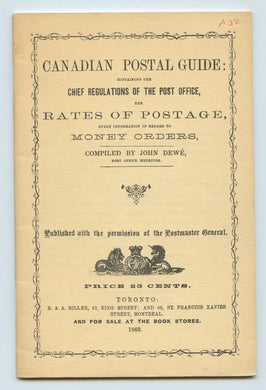 1.50
CANADIAN POSTAL GUIDE:
CONTAINING THE
CHIEF REGULATIONS OF THE POST OFFICE,
THE
RATES OF POSTAGE,
EVERY INFORMATION IN REGARD TO
MONEY ORDERS,
COMPILED BY JOHN DEWÉ,
POST OFFICE INSPECTOR.
Published with the permission of the Postmaster General.
PRICE 25 CENTS.
TORONTO:
R. & A. MILLER, 62, KING STREET: AND 60, ST. FRANCOIS XAVIER
STREET, MONTREAL.
AND FOR SALE AT THE BOOK STORES.
1863.